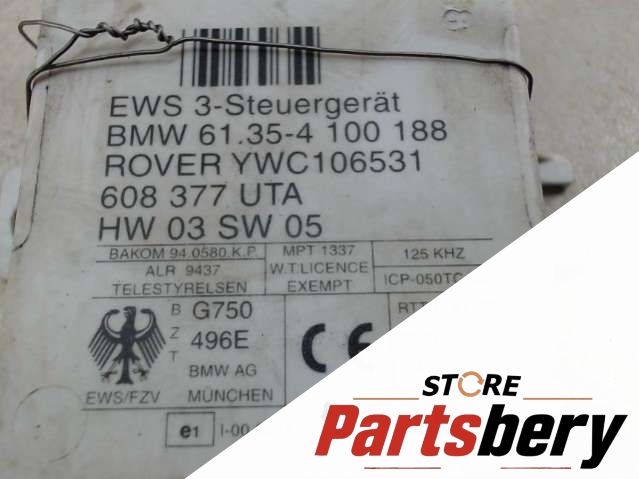 EWS 3-Steuergerät
BMW 61.35-4 100 188
ROVER YWC106531
608 377 UTA
HW 03 SW 05
BAKOM 94.0580.K.P.
MPT 1337
125 KHZ
ALR 9437
TELESTYRELSEN
W.T.LICENCE
EXEMPT
BZT
G750
496E
BMW AG
MÜNCHEN
EWS/FZV
CE
e1
STORE
Partsbery